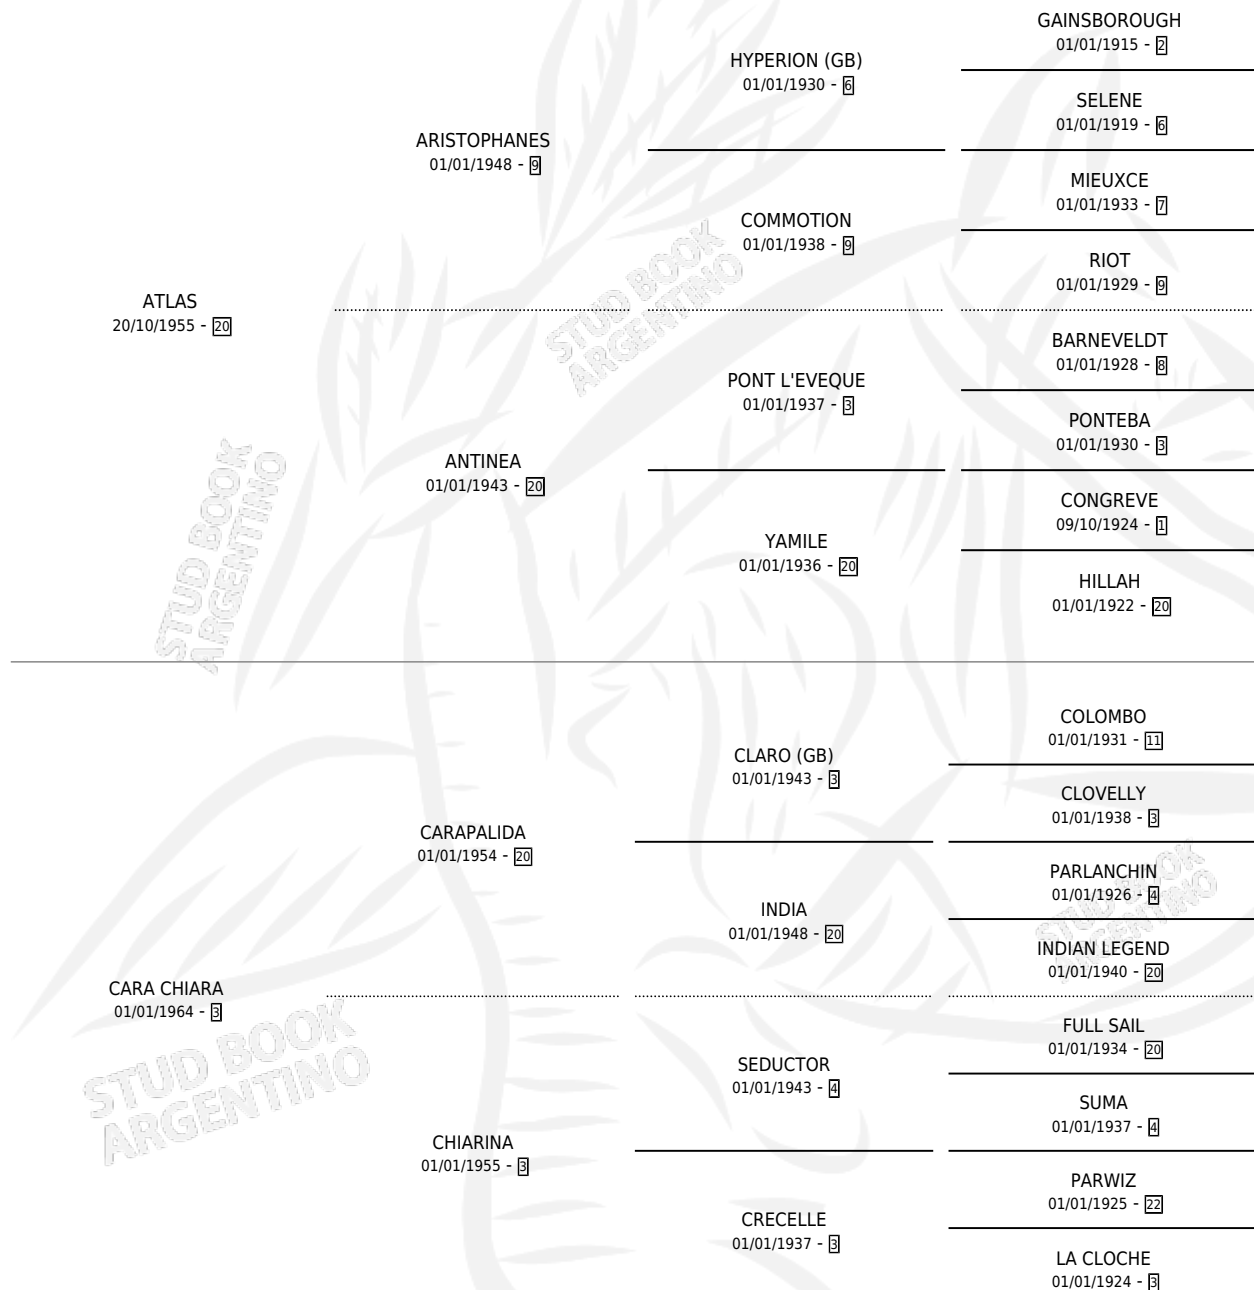 GAINSBOROUGH
01/01/1915 - 2
HYPERION (GB)
01/01/1930 - 6
SELENE
01/01/1919 - 6
ARISTOPHANES
01/01/1948 - 9
MIEUXCE
01/01/1933 - 7
COMMOTION
01/01/1938 - 9
RIOT
01/01/1929 - 9
ATLAS
20/10/1955 - 20
BARNEVELDT
01/01/1928 - 8
PONT L'EVEQUE
01/01/1937 - 3
PONTEBA
01/01/1930 - 3
ANTINEA
01/01/1943 - 20
CONGREVE
09/10/1924 - 1
YAMILE
01/01/1936 - 20
HILLAH
01/01/1922 - 20
STUD BOOK
ARGENTINO
STUD BOOK
ARGENTINO
COLOMBO
01/01/1931 - 11
CLARO (GB)
01/01/1943 - 3
CLOVELLY
01/01/1938 - 3
CARAPALIDA
01/01/1954 - 20
PARLANCHIN
01/01/1926 - 4
INDIA
01/01/1948 - 20
INDIAN LEGEND
01/01/1940 - 20
CARA CHIARA
01/01/1964 - 3
FULL SAIL
01/01/1934 - 20
SEDUCTOR
01/01/1943 - 4
SUMA
01/01/1937 - 4
CHIARINA
01/01/1955 - 3
PARWIZ
01/01/1925 - 22
CRECELLE
01/01/1937 - 3
LA CLOCHE
01/01/1924 - 3
STUD BOOK
ARGENTINO
STUD BOOK
ARGENTINO